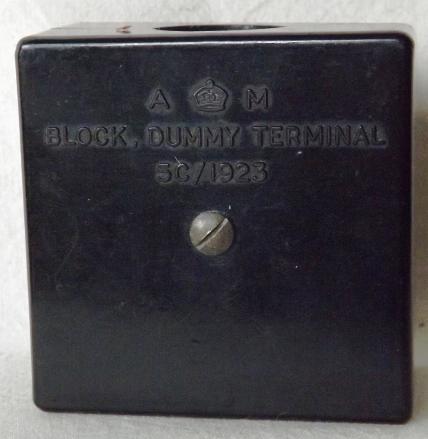 A M
BLOCK, DUMMY TERMINAL
5C/1923